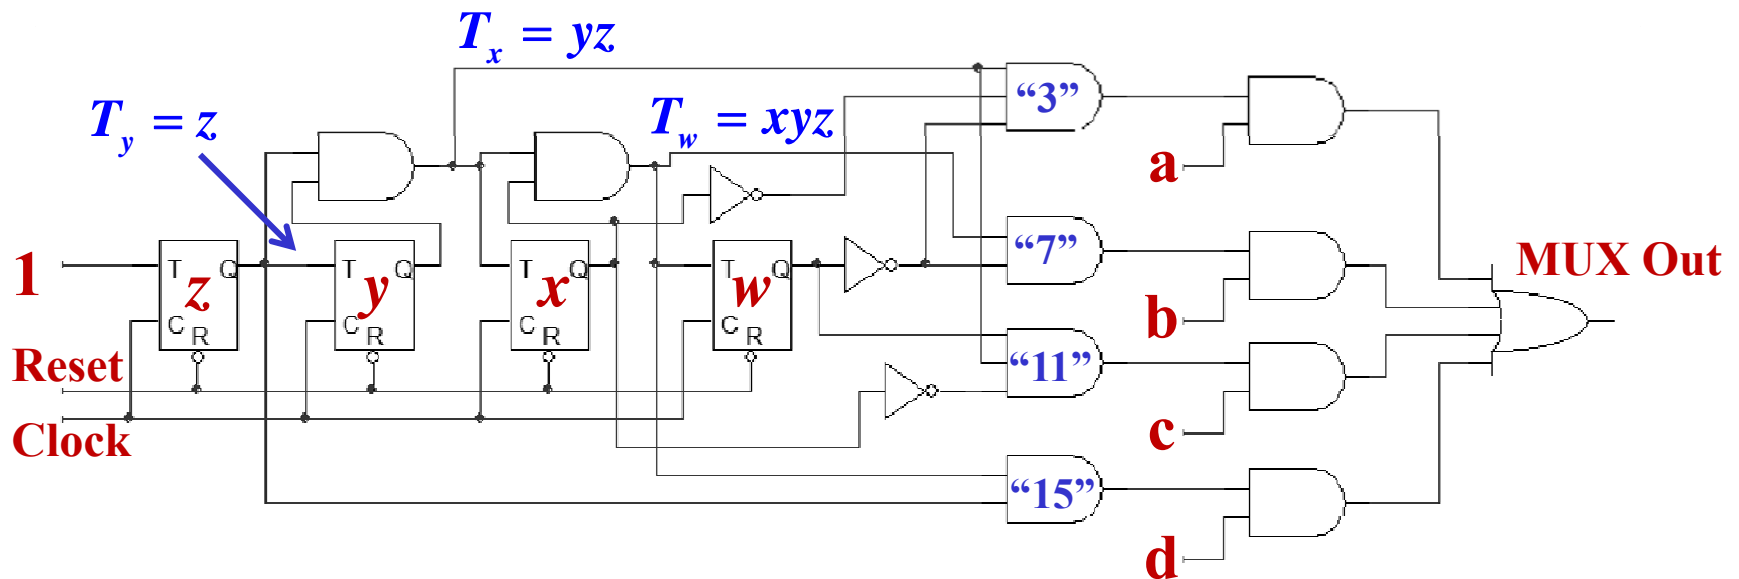 Tx = yz
Ty = z
Tw = xyz
“3”
a
“7”
1
T Q
z
C R
T Q
y
C R
T Q
x
C R
T Q
w
C R
MUX Out
b
Reset
“11”
Clock
c
“15”
d